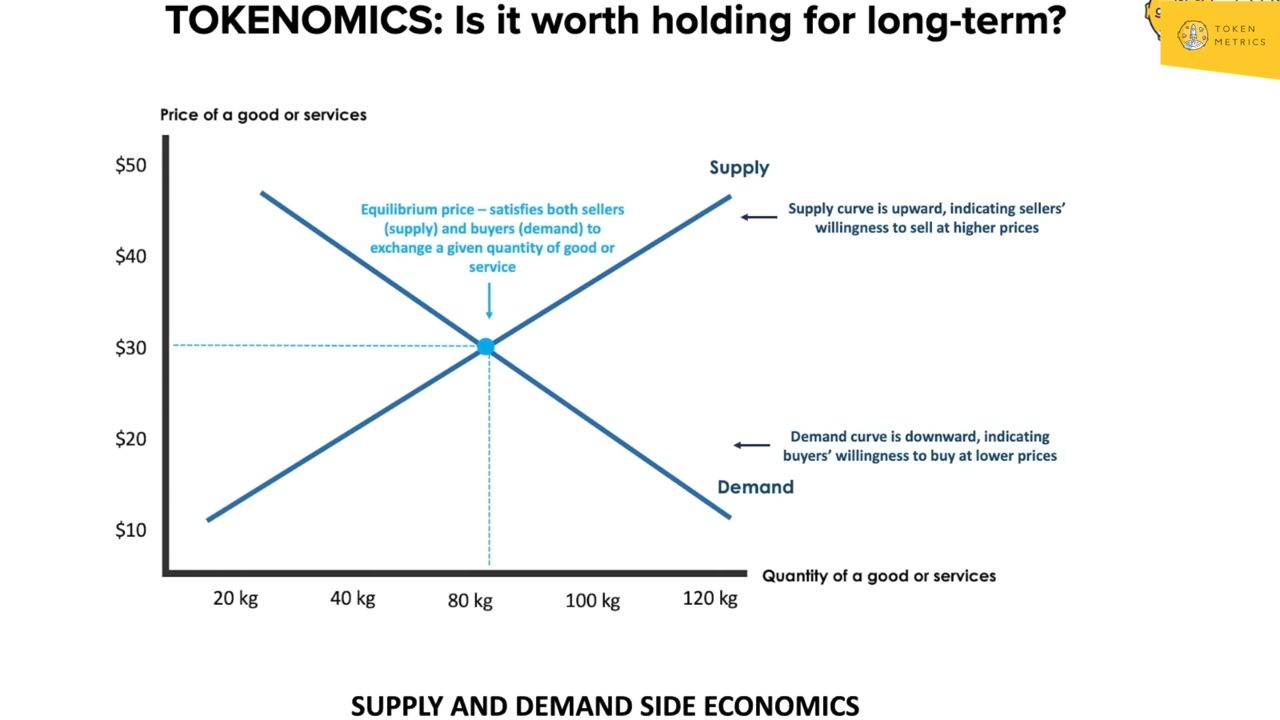 TOKENOMICS: Is it worth holding for long-term?
TOKEN
METRICS
Price of a good or services
$50
Supply
Equilibrium price – satisfies both sellers
(supply) and buyers (demand) to
exchange a given quantity of good or
service
Supply curve is upward, indicating sellers'
willingness to sell at higher prices
$40
$30
$20
Demand curve is downward, indicating
buyers' willingness to buy at lower prices
Demand
$10
Quantity of a good or services
20 kg
40 kg
80 kg
100 kg
120 kg
SUPPLY AND DEMAND SIDE ECONOMICS